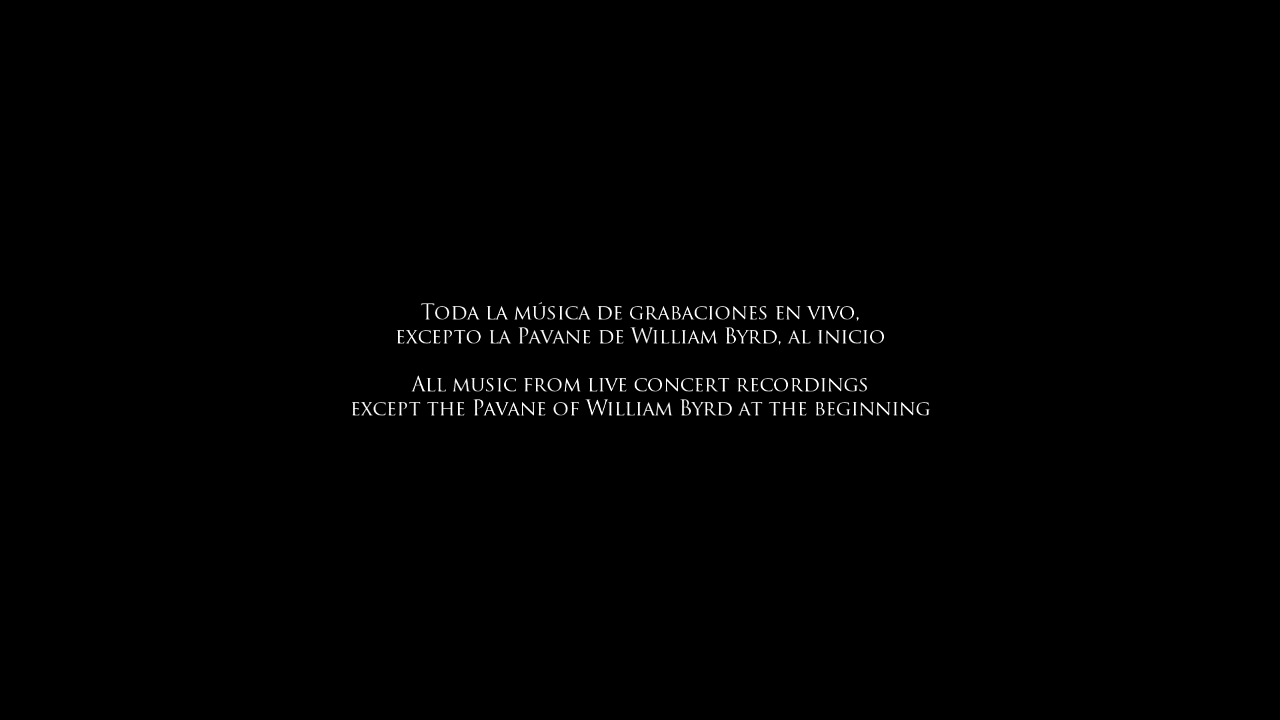 Toda la música de grabaciones en vivo,
excepto la Pavane de William Byrd, al inicio
All music from live concert recordings
except the Pavane of William Byrd at the beginning